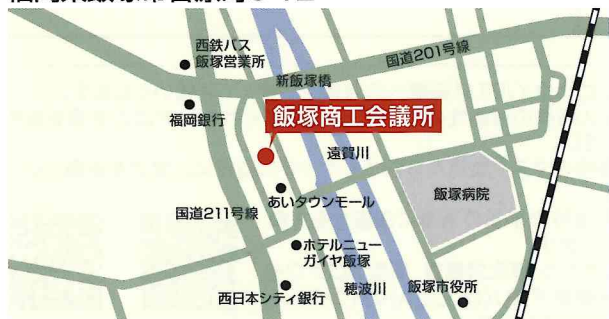 西鉄バス
飯塚営業所
国道201号線
新飯塚橋
福岡銀行
飯塚商工会議所
遠賀川
あいタウンモール
飯塚病院
国道211号線
ホテルニュー
ガイヤ飯塚
西日本シティ銀行
穂波川
飯塚市役所